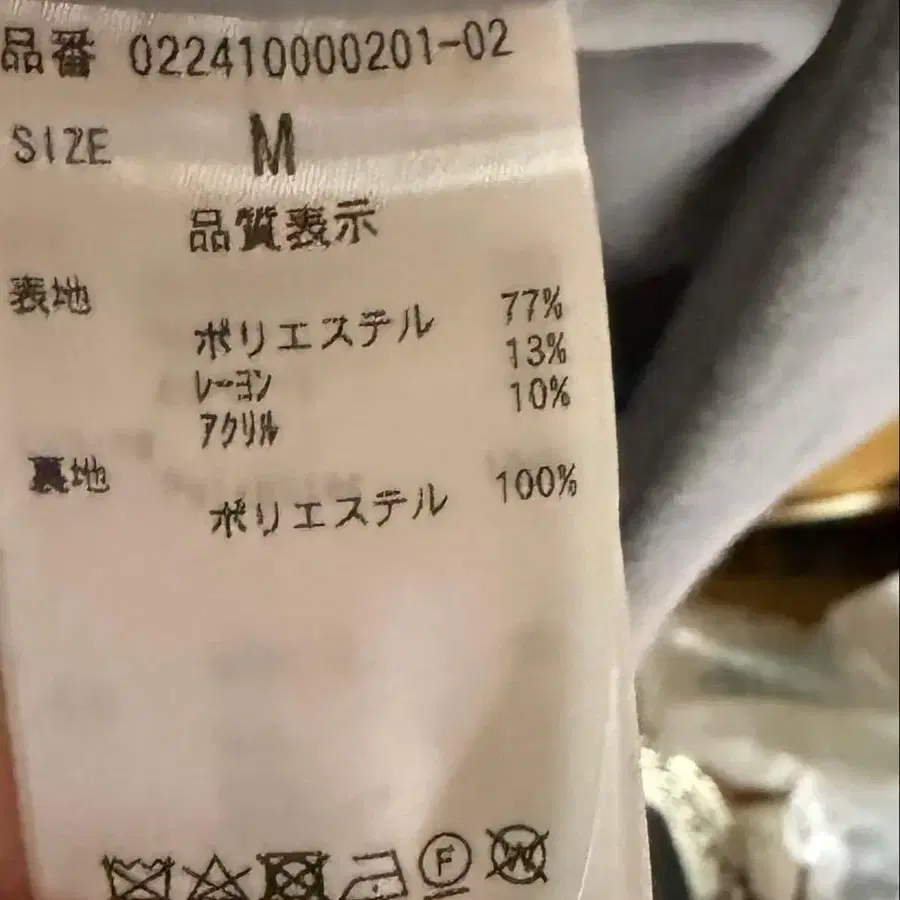 品番 022410000201-02
SIZE M
品質表示
表地
ポリエステル 77%
レーヨン 13%
アクリル 10%
裏地
ポリエステル 100%
F
W